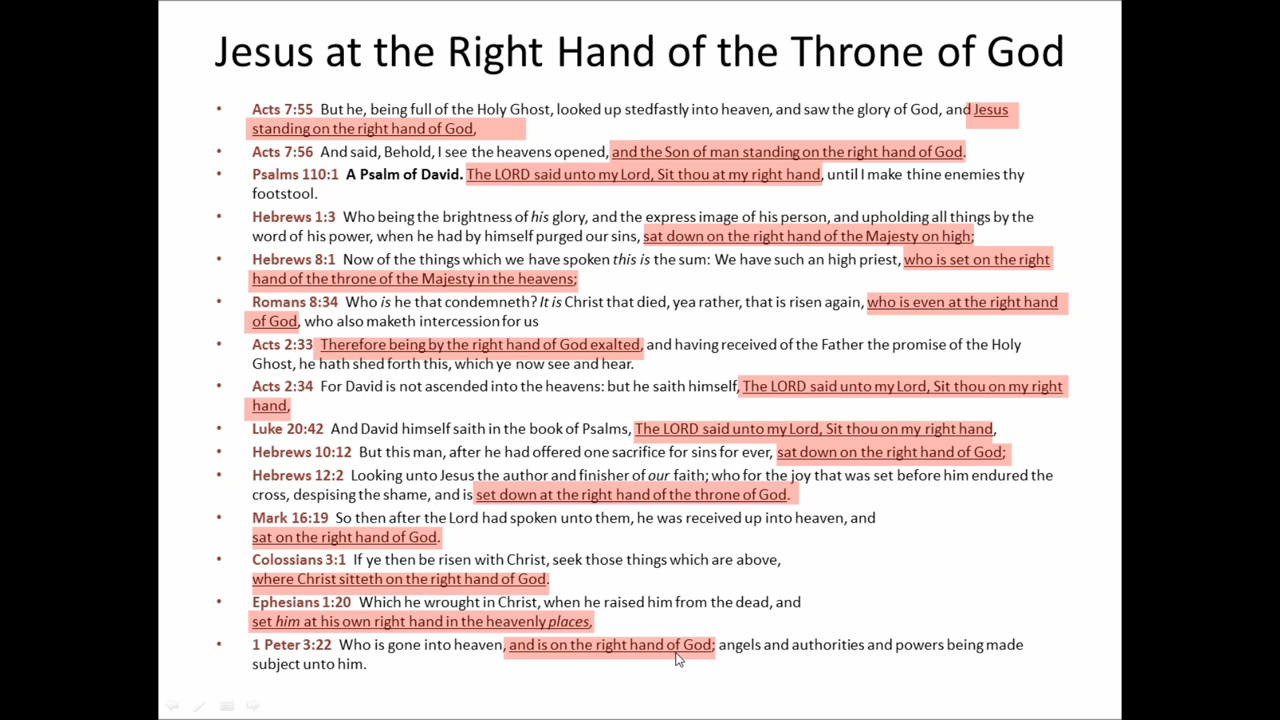 Jesus at the Right Hand of the Throne of God
• Acts 7:55 But he, being full of the Holy Ghost, looked up stedfastly into heaven, and saw the glory of God, and Jesus
standing on the right hand of God,
• Acts 7:56 And said, Behold, I see the heavens opened, and the Son of man standing on the right hand of God.
• Psalms 110:1 A Psalm of David. The LORD said unto my Lord, Sit thou at my right hand, until I make thine enemies thy
footstool.
• Hebrews 1:3 Who being the brightness of his glory, and the express image of his person, and upholding all things by the
word of his power, when he had by himself purged our sins, sat down on the right hand of the Majesty on high;
• Hebrews 8:1 Now of the things which we have spoken this is the sum: We have such an high priest, who is set on the right
hand of the throne of the Majesty in the heavens;
• Romans 8:34 Who is he that condemneth? It is Christ that died, yea rather, that is risen again, who is even at the right hand
of God, who also maketh intercession for us
• Acts 2:33 Therefore being by the right hand of God exalted, and having received of the Father the promise of the Holy
Ghost, he hath shed forth this, which ye now see and hear.
• Acts 2:34 For David is not ascended into the heavens: but he saith himself, The LORD said unto my Lord, Sit thou on my right
hand,
• Luke 20:42 And David himself saith in the book of Psalms, The LORD said unto my Lord, Sit thou on my right hand,
• Hebrews 10:12 But this man, after he had offered one sacrifice for sins for ever, sat down on the right hand of God;
• Hebrews 12:2 Looking unto Jesus the author and finisher of our faith; who for the joy that was set before him endured the
cross, despising the shame, and is set down at the right hand of the throne of God.
• Mark 16:19 So then after the Lord had spoken unto them, he was received up into heaven, and
sat on the right hand of God.
• Colossians 3:1 If ye then be risen with Christ, seek those things which are above,
where Christ sitteth on the right hand of God.
• Ephesians 1:20 Which he wrought in Christ, when he raised him from the dead, and
set him at his own right hand in the heavenly places,
• 1 Peter 3:22 Who is gone into heaven, and is on the right hand of God; angels and authorities and powers being made
subject unto him.